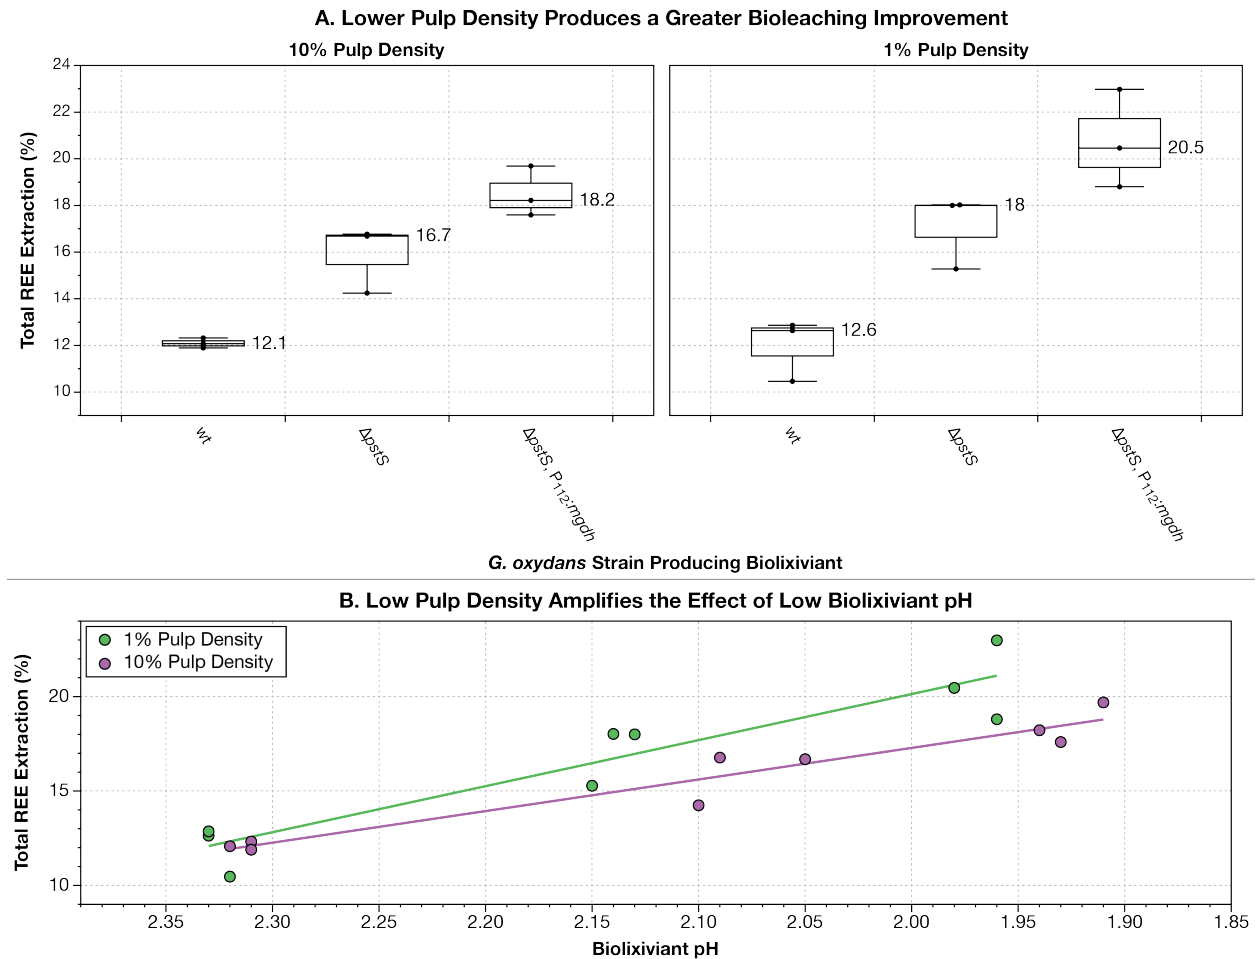 A. Lower Pulp Density Produces a Greater Bioleaching Improvement
10% Pulp Density
1% Pulp Density
Total REE Extraction (%)
24
22
20
18
16
14
12
10
12.1
16.7
18.2
12.6
18
20.5
wt
ΔpstS
ΔpstS, P112:mgdh
wt
ΔpstS
ΔpstS, P112:mgdh
G. oxydans Strain Producing Biolixiviant
B. Low Pulp Density Amplifies the Effect of Low Biolixiviant pH
1% Pulp Density
10% Pulp Density
Total REE Extraction (%)
20
15
10
2.35
2.30
2.25
2.20
2.15
2.10
2.05
2.00
1.95
1.90
1.85
Biolixiviant pH